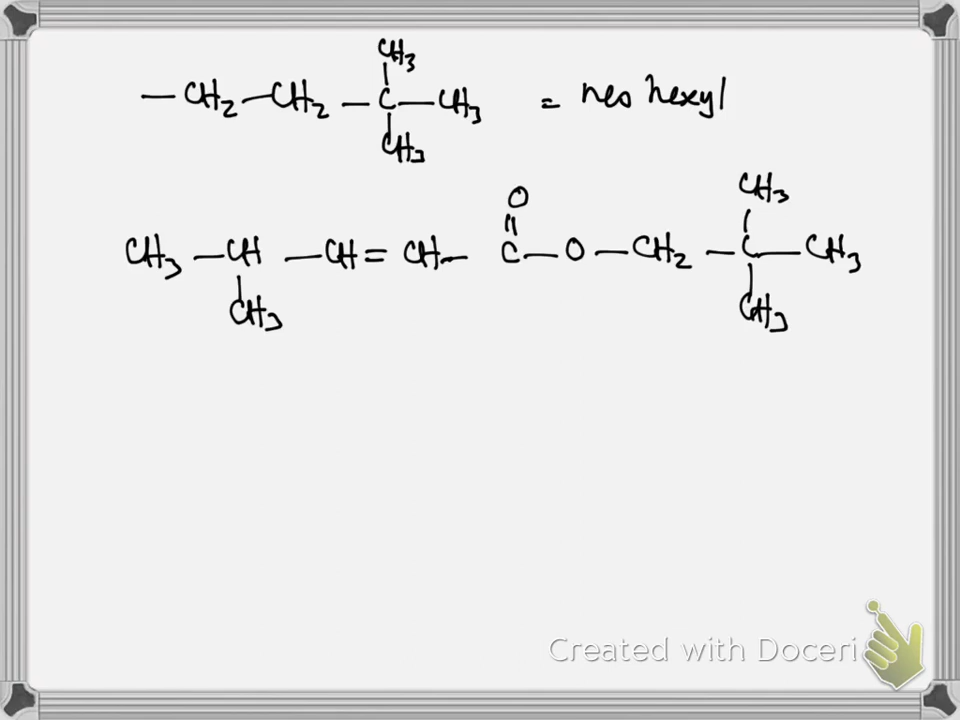 CH3
— CH2 — CH2 — C — CH3 = neo hexyl
CH3
O CH3
CH3 — CH — CH = CH — C — O — CH2 — C — CH3
CH3 CH3
Created with Doceri